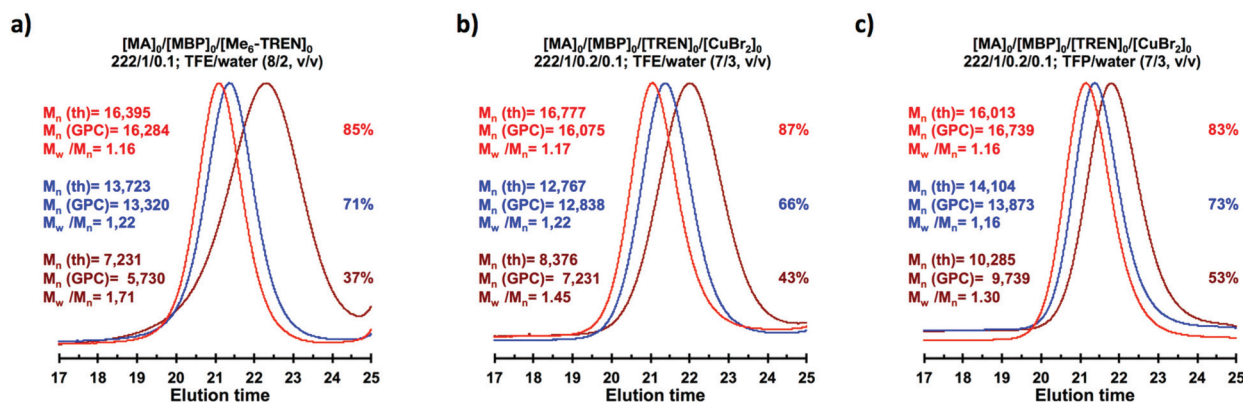 a)
[MA]₀/[MBP]₀/[Me₆-TREN]₀
222/1/0.1; TFE/water (8/2, v/v)
Mₙ (th)= 16,395
Mₙ (GPC)= 16,284
M_w /Mₙ= 1.16
85%
Mₙ (th)= 13,723
Mₙ (GPC)= 13,320
M_w /Mₙ= 1,22
71%
Mₙ (th)= 7,231
Mₙ (GPC)= 5,730
M_w /Mₙ= 1,71
37%
17 18 19 20 21 22 23 24 25
Elution time
b)
[MA]₀/[MBP]₀/[TREN]₀/[CuBr₂]₀
222/1/0.2/0.1; TFE/water (7/3, v/v)
Mₙ (th)= 16,777
Mₙ (GPC)= 16,075
M_w /Mₙ= 1.17
87%
Mₙ (th)= 12,767
Mₙ (GPC)= 12,838
M_w /Mₙ= 1,22
66%
Mₙ (th)= 8,376
Mₙ (GPC)= 7,231
M_w /Mₙ= 1.45
43%
17 18 19 20 21 22 23 24 25
Elution time
c)
[MA]₀/[MBP]₀/[TREN]₀/[CuBr₂]₀
222/1/0.2/0.1; TFP/water (7/3, v/v)
Mₙ (th)= 16,013
Mₙ (GPC)= 16,739
M_w /Mₙ= 1.16
83%
Mₙ (th)= 14,104
Mₙ (GPC)= 13,873
M_w /Mₙ= 1,16
73%
Mₙ (th)= 10,285
Mₙ (GPC)= 9,739
M_w /Mₙ= 1.30
53%
17 18 19 20 21 22 23 24 25
Elution time